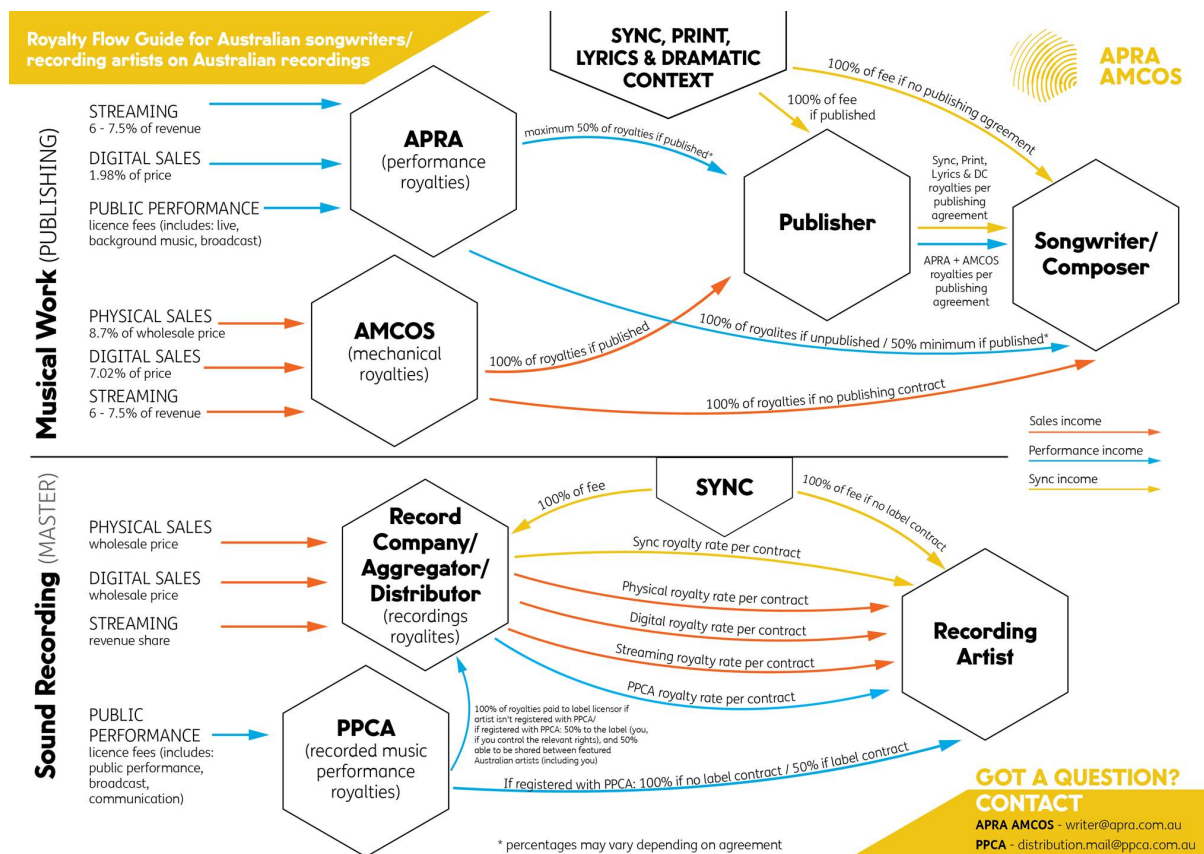 Royalty Flow Guide for Australian songwriters/
recording artists on Australian recordings
SYNC, PRINT,
LYRICS & DRAMATIC
CONTEXT
APRA
AMCOS
Musical Work (PUBLISHING)
STREAMING
6 - 7.5% of revenue
DIGITAL SALES
1.98% of price
PUBLIC PERFORMANCE
licence fees (includes: live,
background music, broadcast)
APRA
(performance
royalties)
maximum 50% of royalties if published*
100% of fee
if published
100% of fee if no publishing agreement
Publisher
Sync, Print,
Lyrics & DC
royalties per
publishing
agreement
APRA + AMCOS
royalties per
publishing
agreement
Songwriter/
Composer
PHYSICAL SALES
8.7% of wholesale price
DIGITAL SALES
7.02% of price
STREAMING
6 - 7.5% of revenue
AMCOS
(mechanical
royalties)
100% of royalties if published
100% of royalites if unpublished / 50% minimum if published*
100% of royalties if no publishing contract
Sales income
Performance income
Sync income
Sound Recording (MASTER)
PHYSICAL SALES
wholesale price
DIGITAL SALES
wholesale price
STREAMING
revenue share
Record
Company/
Aggregator/
Distributor
(recordings
royalites)
SYNC
100% of fee
100% of fee if no label contract
Sync royalty rate per contract
Physical royalty rate per contract
Digital royalty rate per contract
Streaming royalty rate per contract
PPCA royalty rate per contract
Recording
Artist
PUBLIC
PERFORMANCE
licence fees (includes:
public performance,
broadcast,
communication)
PPCA
(recorded music
performance
royalties)
100% of royalties paid to label licensor if
artist isn't registered with PPCA/
if registered with PPCA: 50% to the label (you,
if you control the relevant rights), and 50%
able to be shared between featured
Australian artists (including you)
If registered with PPCA: 100% if no label contract / 50% if label contract
* percentages may vary depending on agreement
GOT A QUESTION?
CONTACT
APRA AMCOS - writer@apra.com.au
PPCA - distribution.mail@ppca.com.au